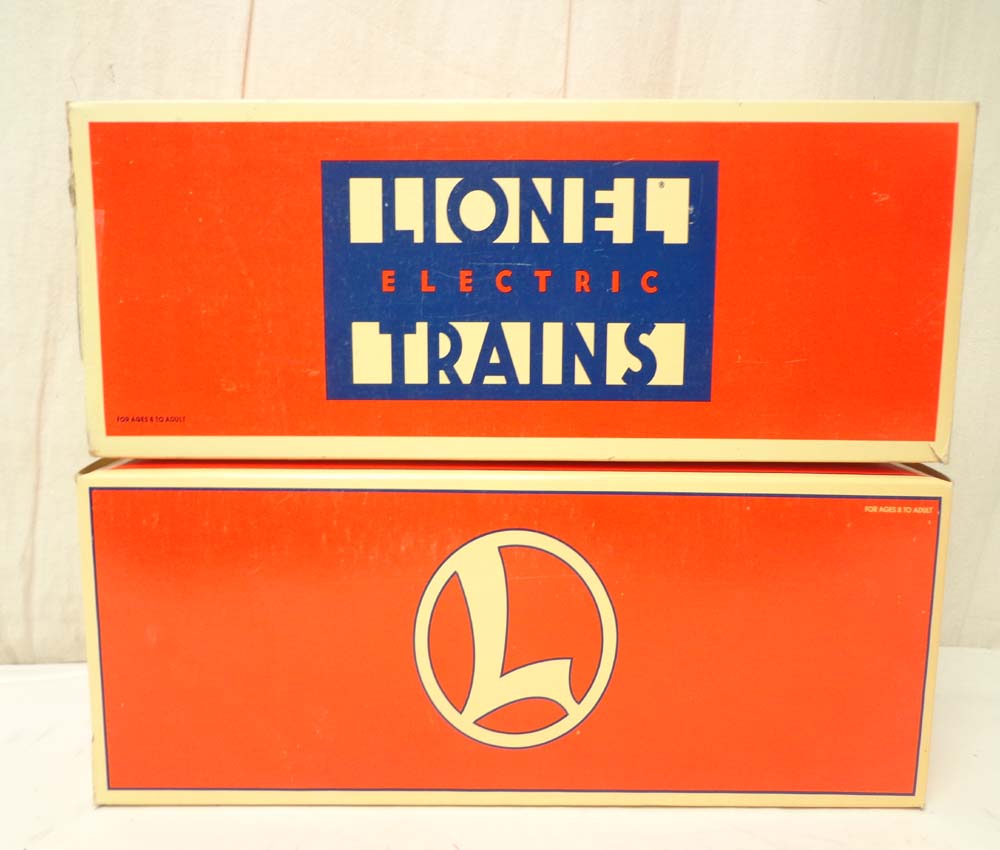 LIONEL®
ELECTRIC
TRAINS
FOR AGES 8 TO ADULT
FOR AGES 8 TO ADULT
L